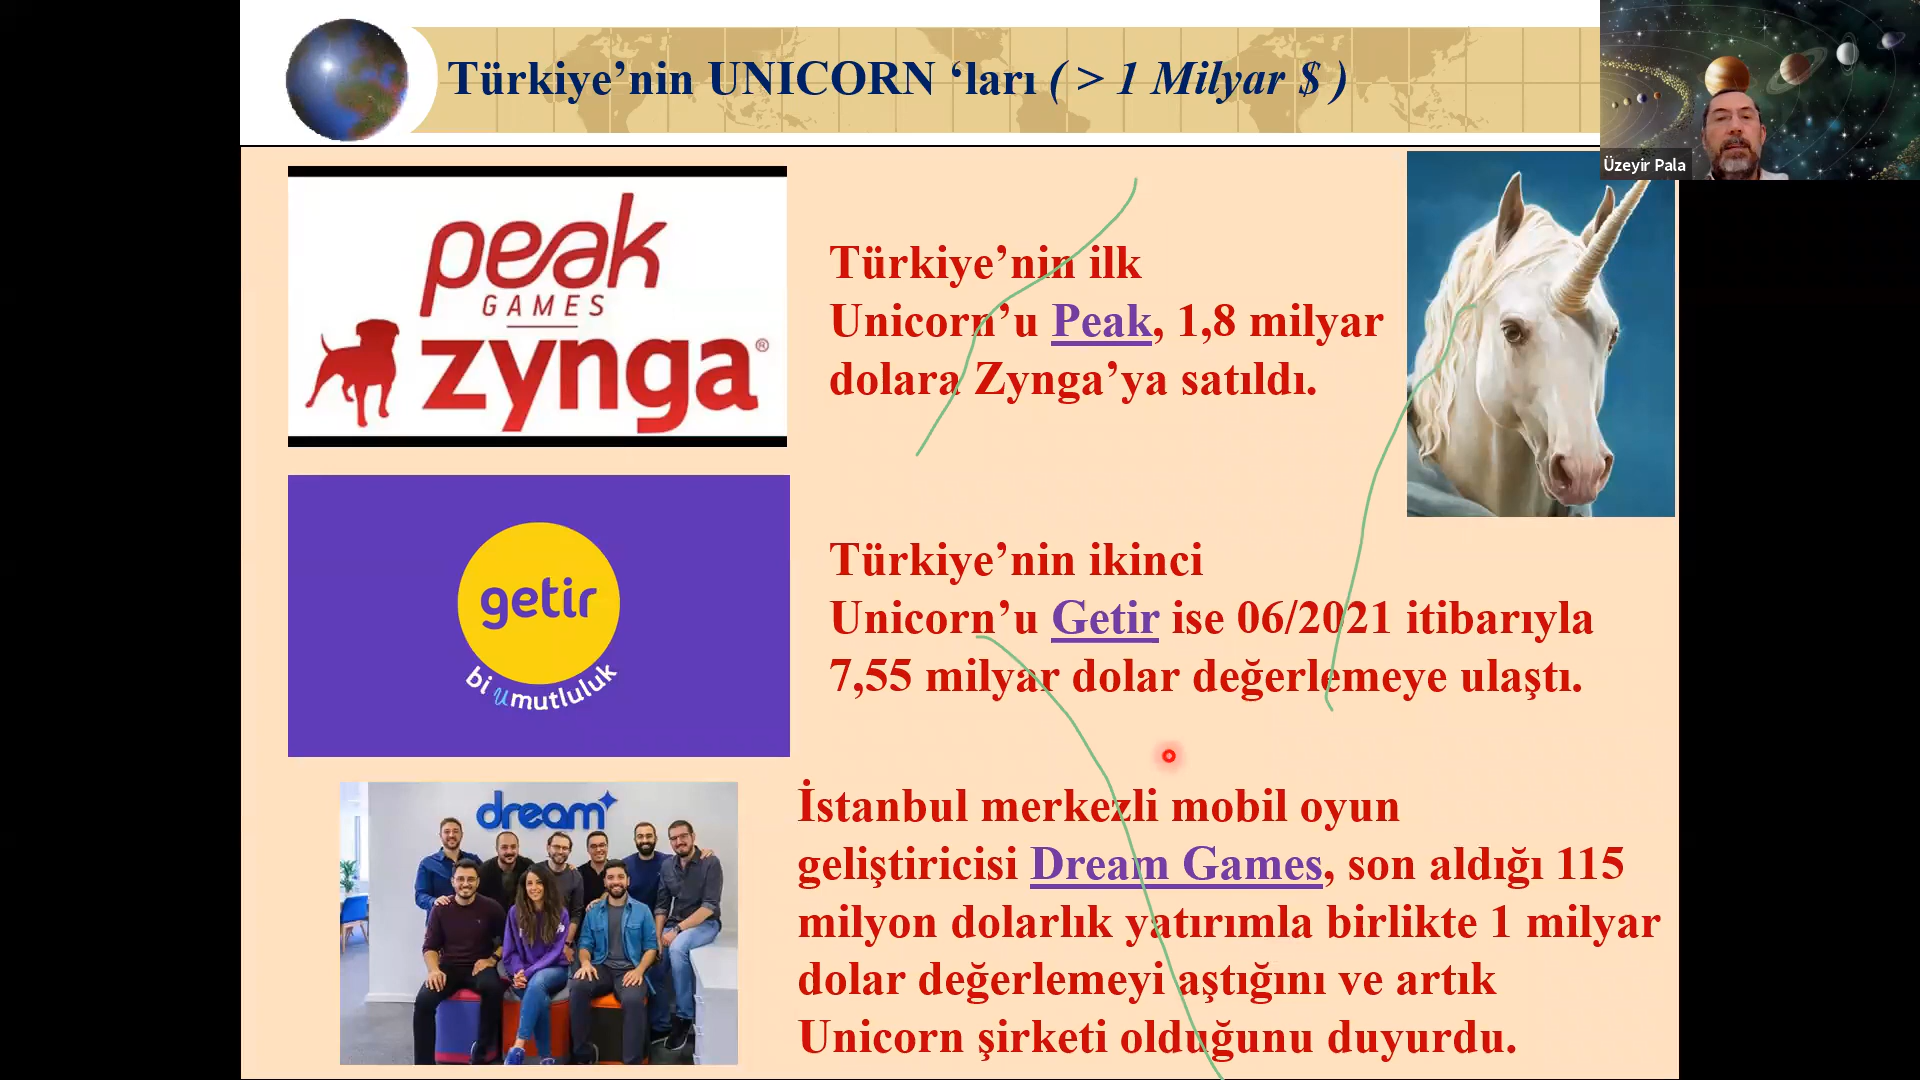 Türkiye’nin UNICORN ‘ları ( > 1 Milyar $ )
Üzeyir Pala
peak
GAMES
zynga®
Türkiye’nin ilk
Unicorn’u Peak, 1,8 milyar
dolara Zynga’ya satıldı.
getir
bi umutluluk
Türkiye’nin ikinci
Unicorn’u Getir ise 06/2021 itibarıyla
7,55 milyar dolar değerlemeye ulaştı.
dream
İstanbul merkezli mobil oyun
geliştiricisi Dream Games, son aldığı 115
milyon dolarlık yatırımla birlikte 1 milyar
dolar değerlemeyi aştığını ve artık
Unicorn şirketi olduğunu duyurdu.